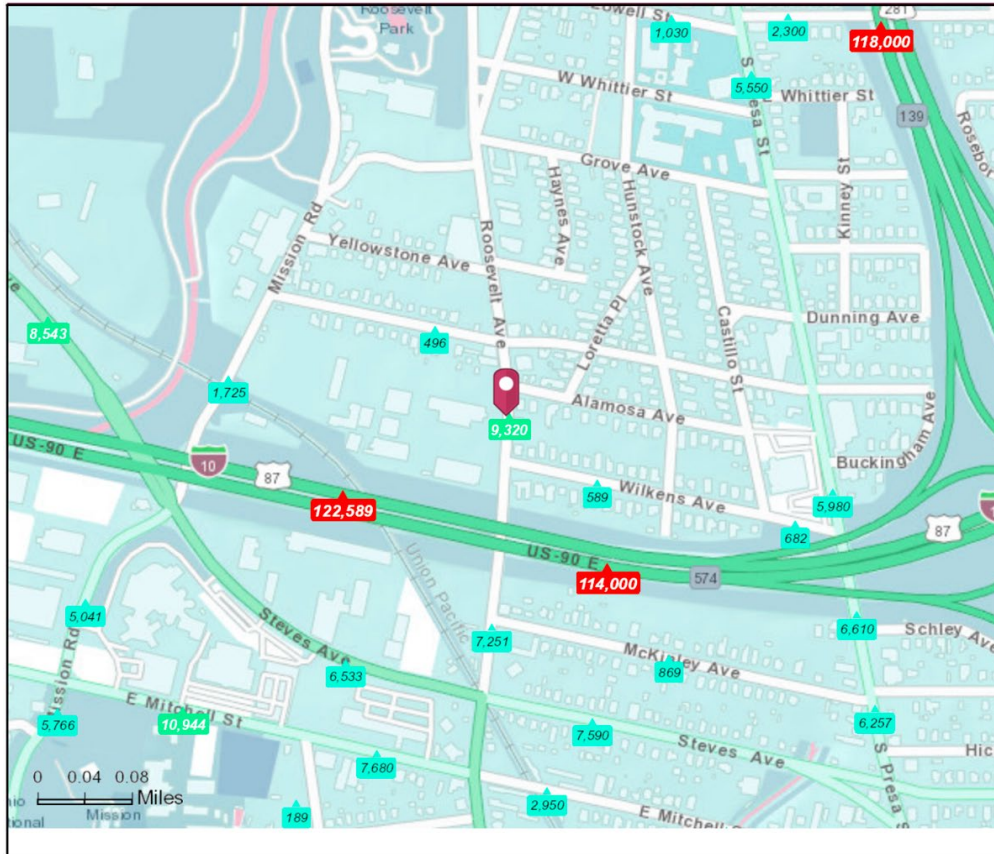 Roosevelt
Park
Lowell St
281
1,030
2,300
118,000
W Whittier St
S Presa St
5,550
E Whittier St
139
Grove Ave
Haynes Ave
Hunstock Ave
Kinney St
Mission Rd
Yellowstone Ave
Roosevelt Ave
Loretta Pl
Castillo St
Dunning Ave
8,543
496
1,725
Alamosa Ave
9,320
Buckingham Ave
US-90 E
10
87
122,589
589
Wilkens Ave
5,980
682
87
US-90 E
574
114,000
Union Pacific
5,041
Steves Ave
7,251
6,610
Schley Ave
McKinley Ave
869
6,533
Mission Rd
E Mitchell St
5,766
10,944
6,257
7,590
Steves Ave
7,680
S Presa S
Hic
0 0.04 0.08
Miles
2,950
E Mitchell S
Mission
189